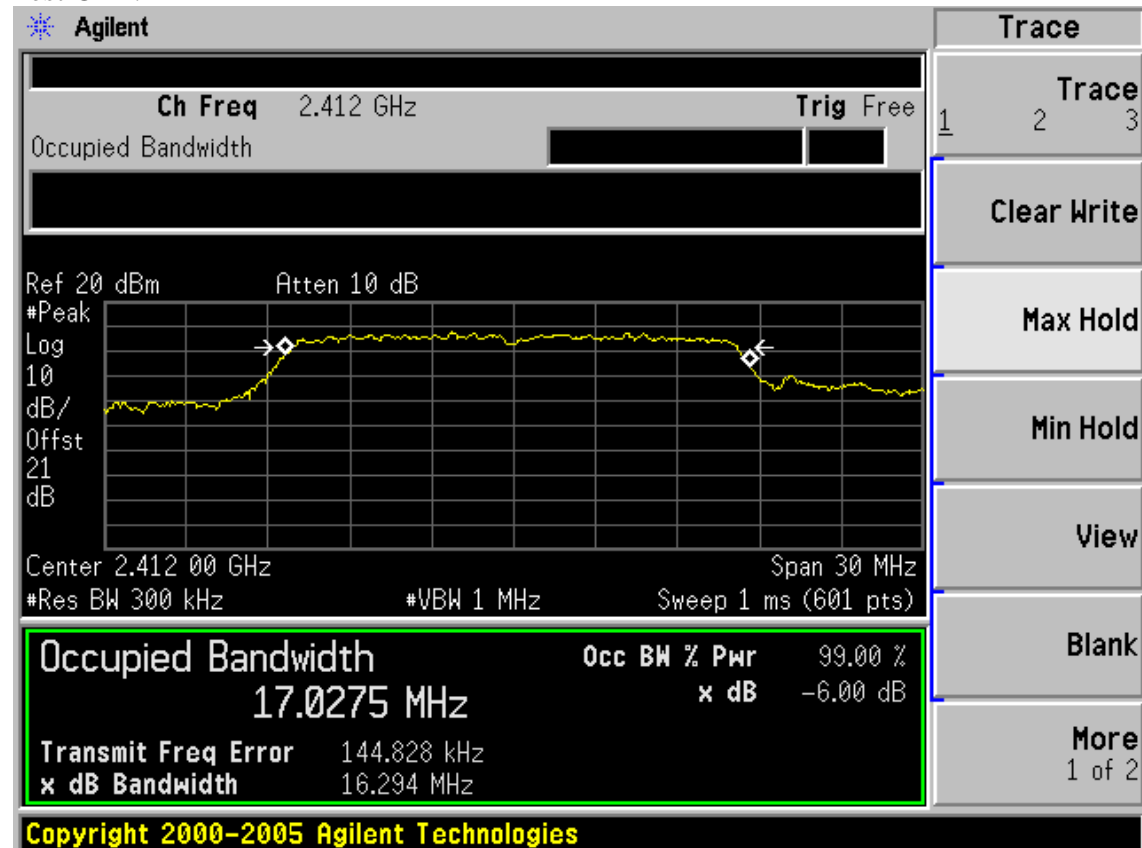 Agilent
Trace
Ch Freq 2.412 GHz Trig Free
Occupied Bandwidth
Trace
1 2 3
Clear Write
Max Hold
Min Hold
View
Blank
More
1 of 2
Ref 20 dBm Atten 10 dB
#Peak
Log
10
dB/
Offst
21
dB
Center 2.412 00 GHz Span 30 MHz
#Res BW 300 kHz #VBW 1 MHz Sweep 1 ms (601 pts)
Occupied Bandwidth
17.0275 MHz
Occ BW % Pwr 99.00 %
x dB -6.00 dB
Transmit Freq Error 144.828 kHz
x dB Bandwidth 16.294 MHz
Copyright 2000-2005 Agilent Technologies